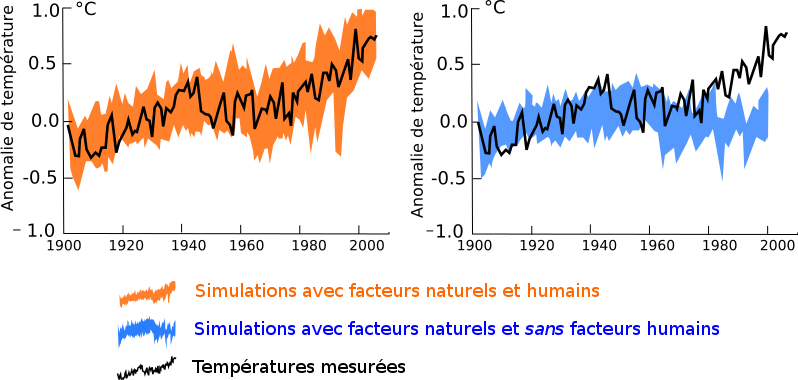 1.0 °C
0.5
0.0
-0.5
– 1.0
Anomalie de température
1900 1920 1940 1960 1980 2000
1.0 °C
0.5
0.0
-0.5
–1.0
Anomalie de température
1900 1920 1940 1960 1980 2000
Simulations avec facteurs naturels et humains
Simulations avec facteurs naturels et sans facteurs humains
Températures mesurées